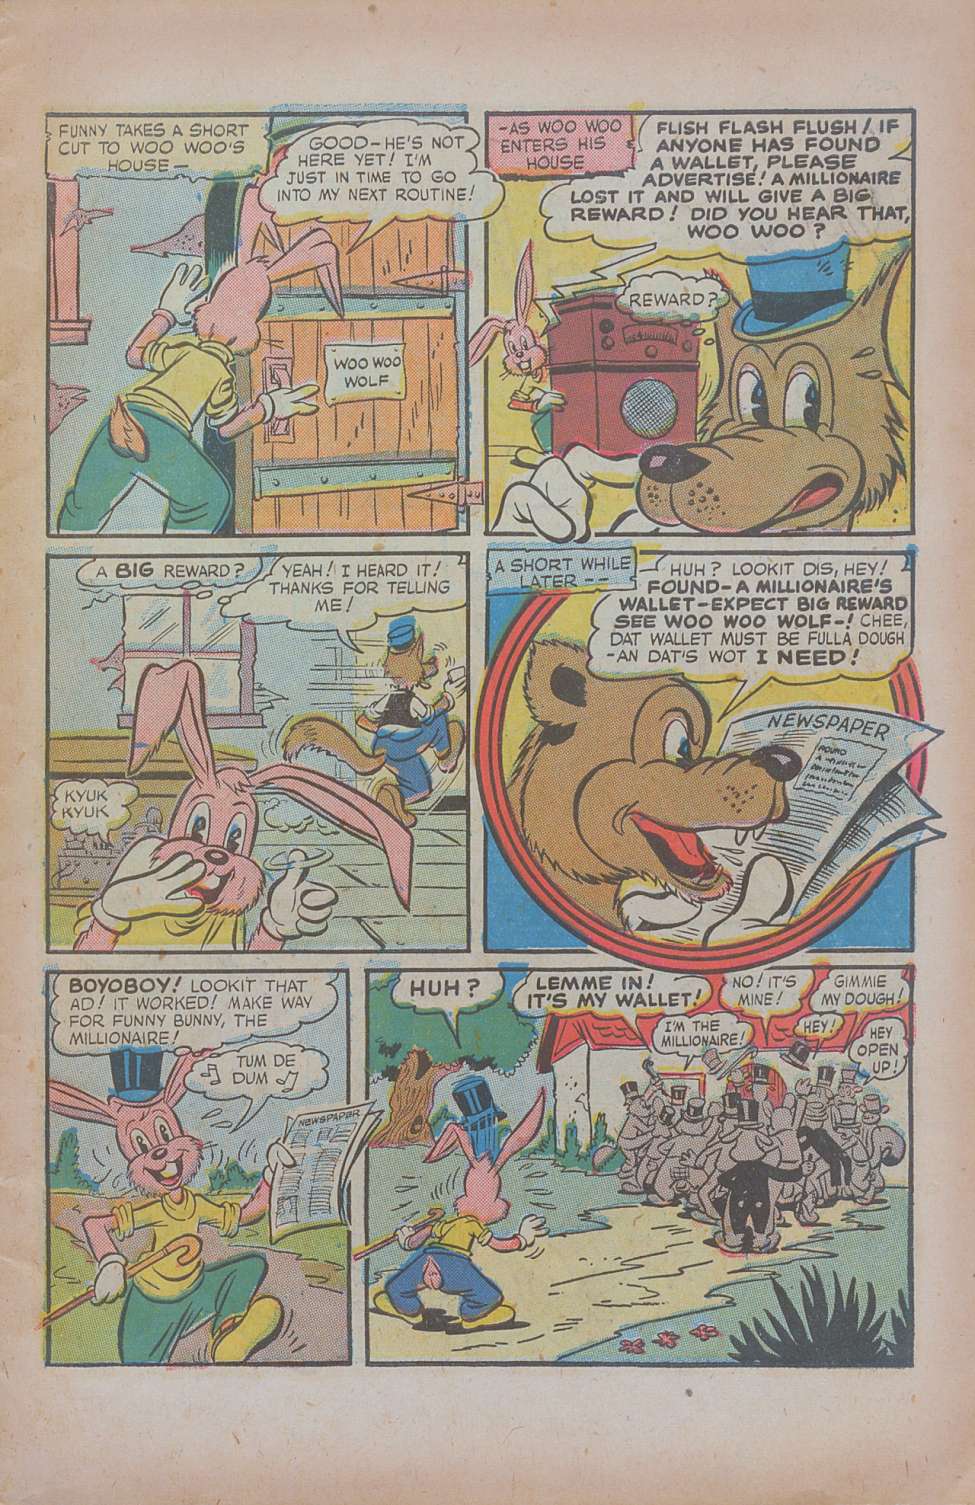 FUNNY TAKES A SHORT
CUT TO WOO WOO'S
HOUSE—
GOOD—HE'S NOT
HERE YET! I'M
JUST IN TIME TO GO
INTO MY NEXT ROUTINE!
WOO WOO
WOLF
-AS WOO WOO
ENTERS HIS
HOUSE
FLISH FLASH FLUSH! IF
ANYONE HAS FOUND
A WALLET, PLEASE
ADVERTISE! A MILLIONAIRE
LOST IT AND WILL GIVE A BIG
REWARD! DID YOU HEAR THAT,
WOO WOO?
REWARD?
A BIG REWARD?
YEAH! I HEARD IT!
THANKS FOR TELLING
ME!
KYUK
KYUK
A SHORT WHILE
LATER --
HUH? LOOKIT DIS, HEY!
FOUND-A MILLIONAIRE'S
WALLET-EXPECT BIG REWARD
SEE WOO WOO WOLF-! CHEE,
DAT WALLET MUST BE FULLA DOUGH
-AN DAT'S WOT I NEED!
NEWSPAPER
FOUND
A
BOYOBOY! LOOKIT THAT
AD! IT WORKED! MAKE WAY
FOR FUNNY BUNNY, THE
MILLIONAIRE!
TUM DE
DUM
NEWSPAPER
HUH?
LEMME IN!
IT'S MY WALLET!
I'M THE
MILLIONAIRE!
NO! IT'S
MINE!
HEY!
GIMMIE
MY DOUGH!
HEY
OPEN
UP!